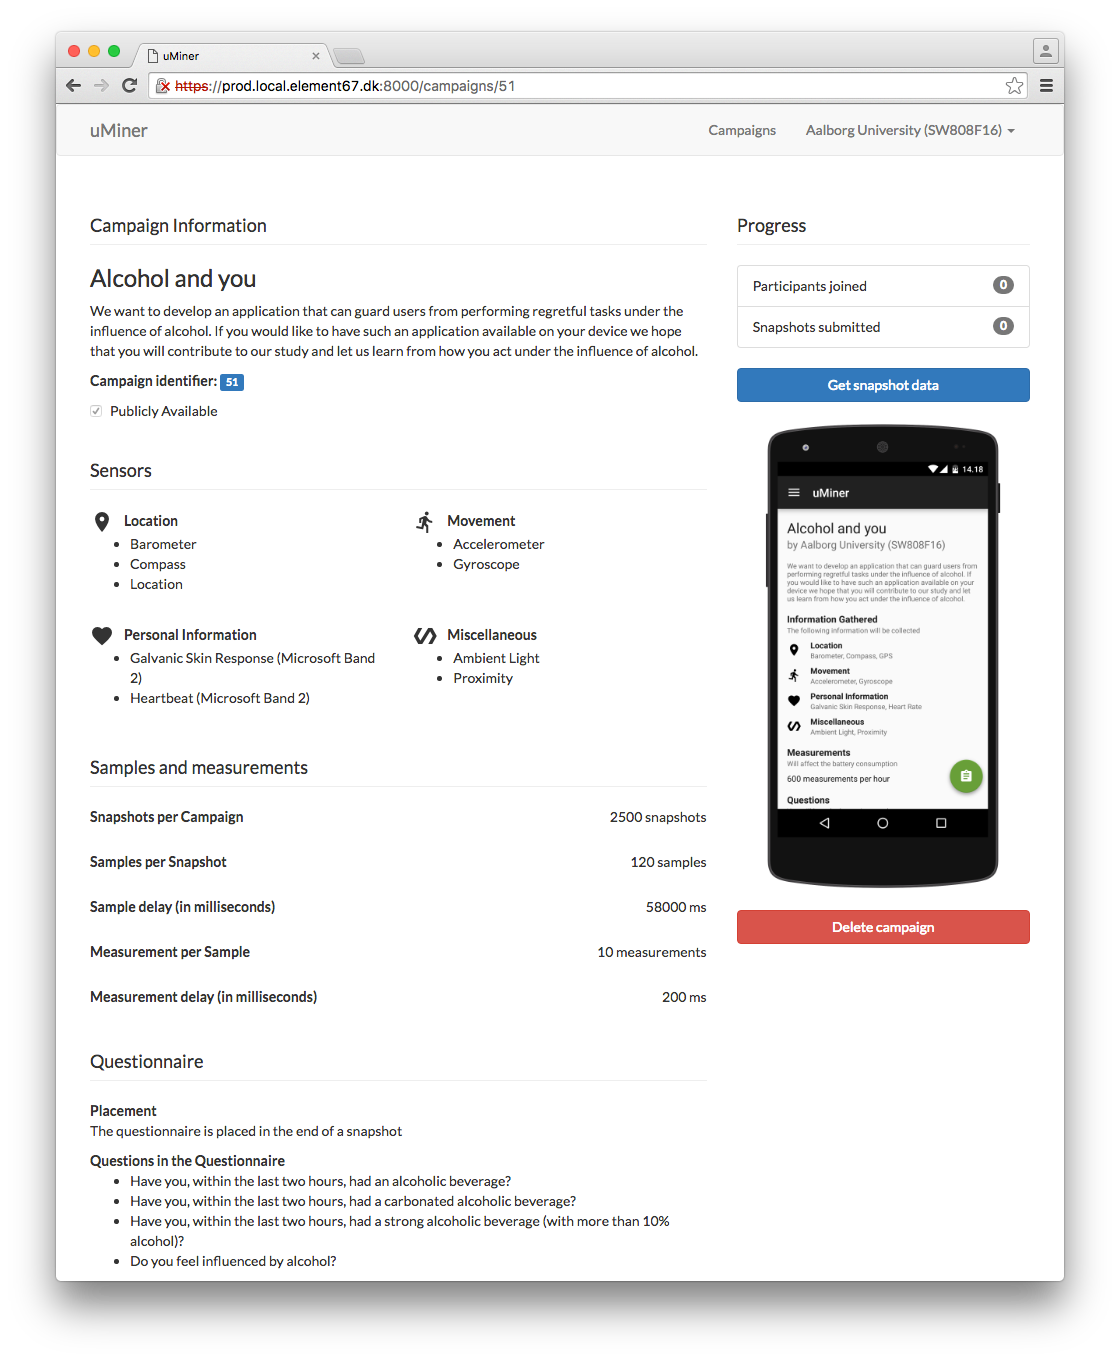 uMiner
https://prod.local.element67.dk:8000/campaigns/51
uMiner
Campaigns
Aalborg University (SW808F16)
Campaign Information
Alcohol and you
We want to develop an application that can guard users from performing regretful tasks under the
influence of alcohol. If you would like to have such an application available on your device we hope
that you will contribute to our study and let us learn from how you act under the influence of alcohol.
Campaign identifier: 51
Publicly Available
Sensors
Location
Barometer
Compass
Location
Movement
Accelerometer
Gyroscope
Personal Information
Galvanic Skin Response (Microsoft Band
2)
Heartbeat (Microsoft Band 2)
Miscellaneous
Ambient Light
Proximity
Samples and measurements
Snapshots per Campaign 2500 snapshots
Samples per Snapshot 120 samples
Sample delay (in milliseconds) 58000 ms
Measurement per Sample 10 measurements
Measurement delay (in milliseconds) 200 ms
Questionnaire
Placement
The questionnaire is placed in the end of a snapshot
Questions in the Questionnaire
Have you, within the last two hours, had an alcoholic beverage?
Have you, within the last two hours, had a carbonated alcoholic beverage?
Have you, within the last two hours, had a strong alcoholic beverage (with more than 10%
alcohol)?
Do you feel influenced by alcohol?
Progress
Participants joined 0
Snapshots submitted 0
Get snapshot data
14.18
uMiner
Alcohol and you
by Aalborg University (SW808F16)
We want to develop an application that can guard users from
performing regretful tasks under the influence of alcohol. If
you would like to have such an application available on your
device we hope that you will contribute to our study and let
us learn from how you act under the influence of alcohol.
Information Gathered
The following information will be collected
Location
Barometer, Compass, GPS
Movement
Accelerometer, Gyroscope
Personal Information
Galvanic Skin Response, Heart Rate
Miscellaneous
Ambient Light, Proximity
Measurements
Will affect the battery consumption
600 measurements per hour
Questions
Delete campaign